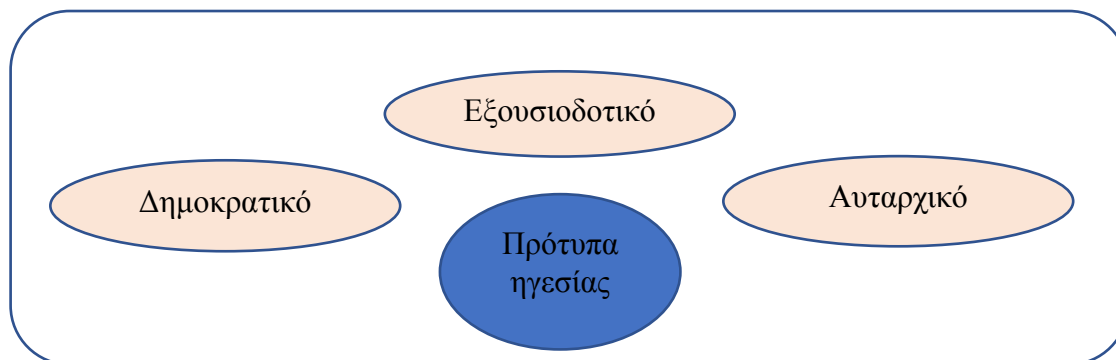 Εξουσιοδοτικό
Δημοκρατικό
Αυταρχικό
Πρότυπα
ηγεσίας